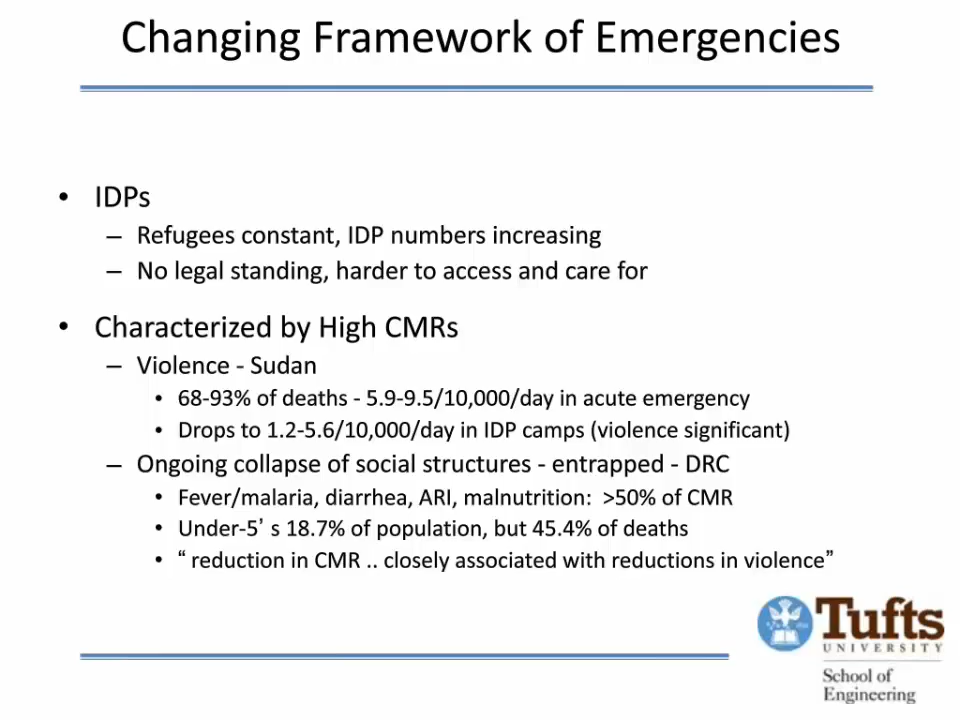 Changing Framework of Emergencies
• IDPs
– Refugees constant, IDP numbers increasing
– No legal standing, harder to access and care for
• Characterized by High CMRs
– Violence - Sudan
• 68-93% of deaths - 5.9-9.5/10,000/day in acute emergency
• Drops to 1.2-5.6/10,000/day in IDP camps (violence significant)
– Ongoing collapse of social structures - entrapped - DRC
• Fever/malaria, diarrhea, ARI, malnutrition:  >50% of CMR
• Under-5’ s 18.7% of population, but 45.4% of deaths
• “ reduction in CMR .. closely associated with reductions in violence”
Tufts
UNIVERSITY
School of
Engineering